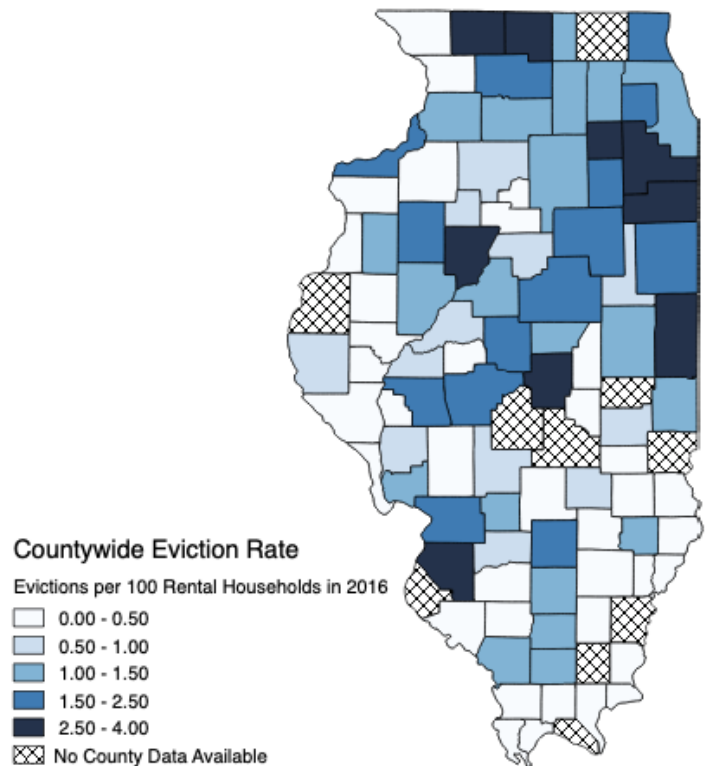 Countywide Eviction Rate
Evictions per 100 Rental Households in 2016
0.00 - 0.50
0.50 - 1.00
1.00 - 1.50
1.50 - 2.50
2.50 - 4.00
No County Data Available